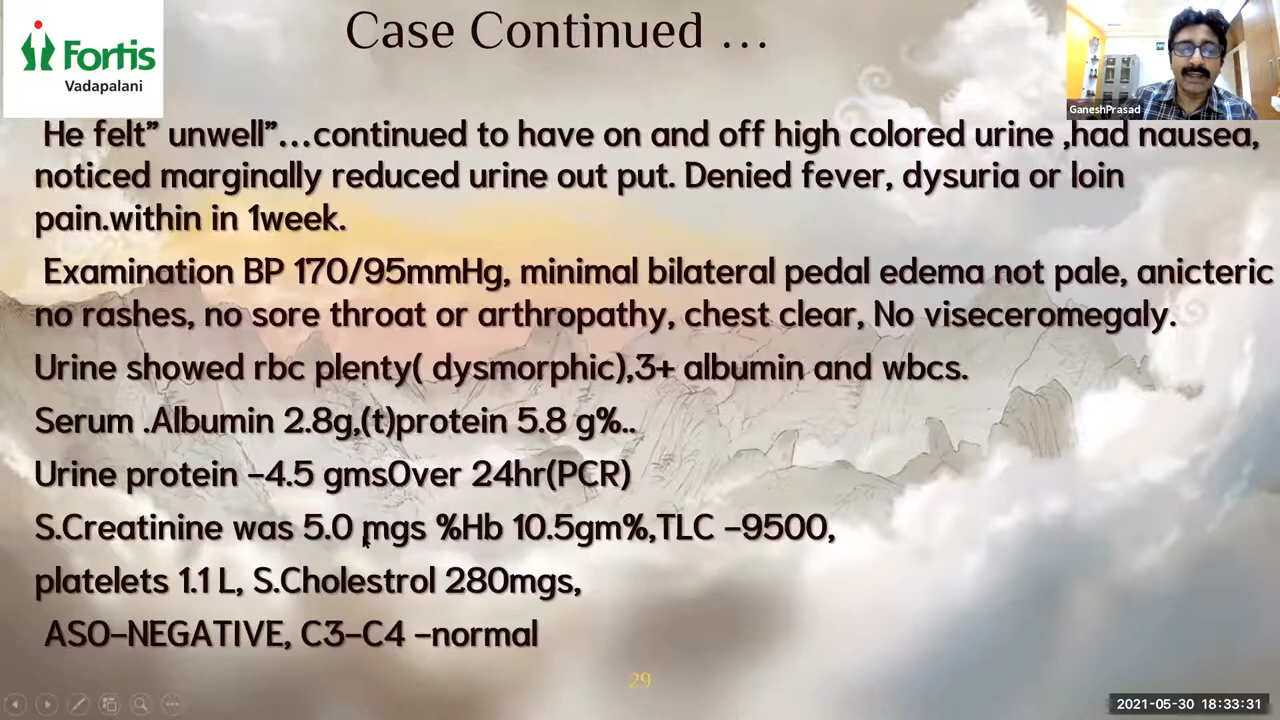 Case Continued ...
Fortis
Vadapalani
GaneshPrasad
He felt” unwell”...continued to have on and off high colored urine ,had nausea,
noticed marginally reduced urine out put. Denied fever, dysuria or loin
pain.within in 1week.
Examination BP 170/95mmHg, minimal bilateral pedal edema not pale, anicteric
no rashes, no sore throat or arthropathy, chest clear, No viseceromegaly.
Urine showed rbc plenty( dysmorphic),3+ albumin and wbcs.
Serum .Albumin 2.8g,(t)protein 5.8 g%..
Urine protein -4.5 gmsOver 24hr(PCR)
S.Creatinine was 5.0 mgs %Hb 10.5gm%,TLC -9500,
platelets 1.1 L, S.Cholestrol 280mgs,
ASO-NEGATIVE, C3-C4 -normal
29
2021-05-30 18:33:31